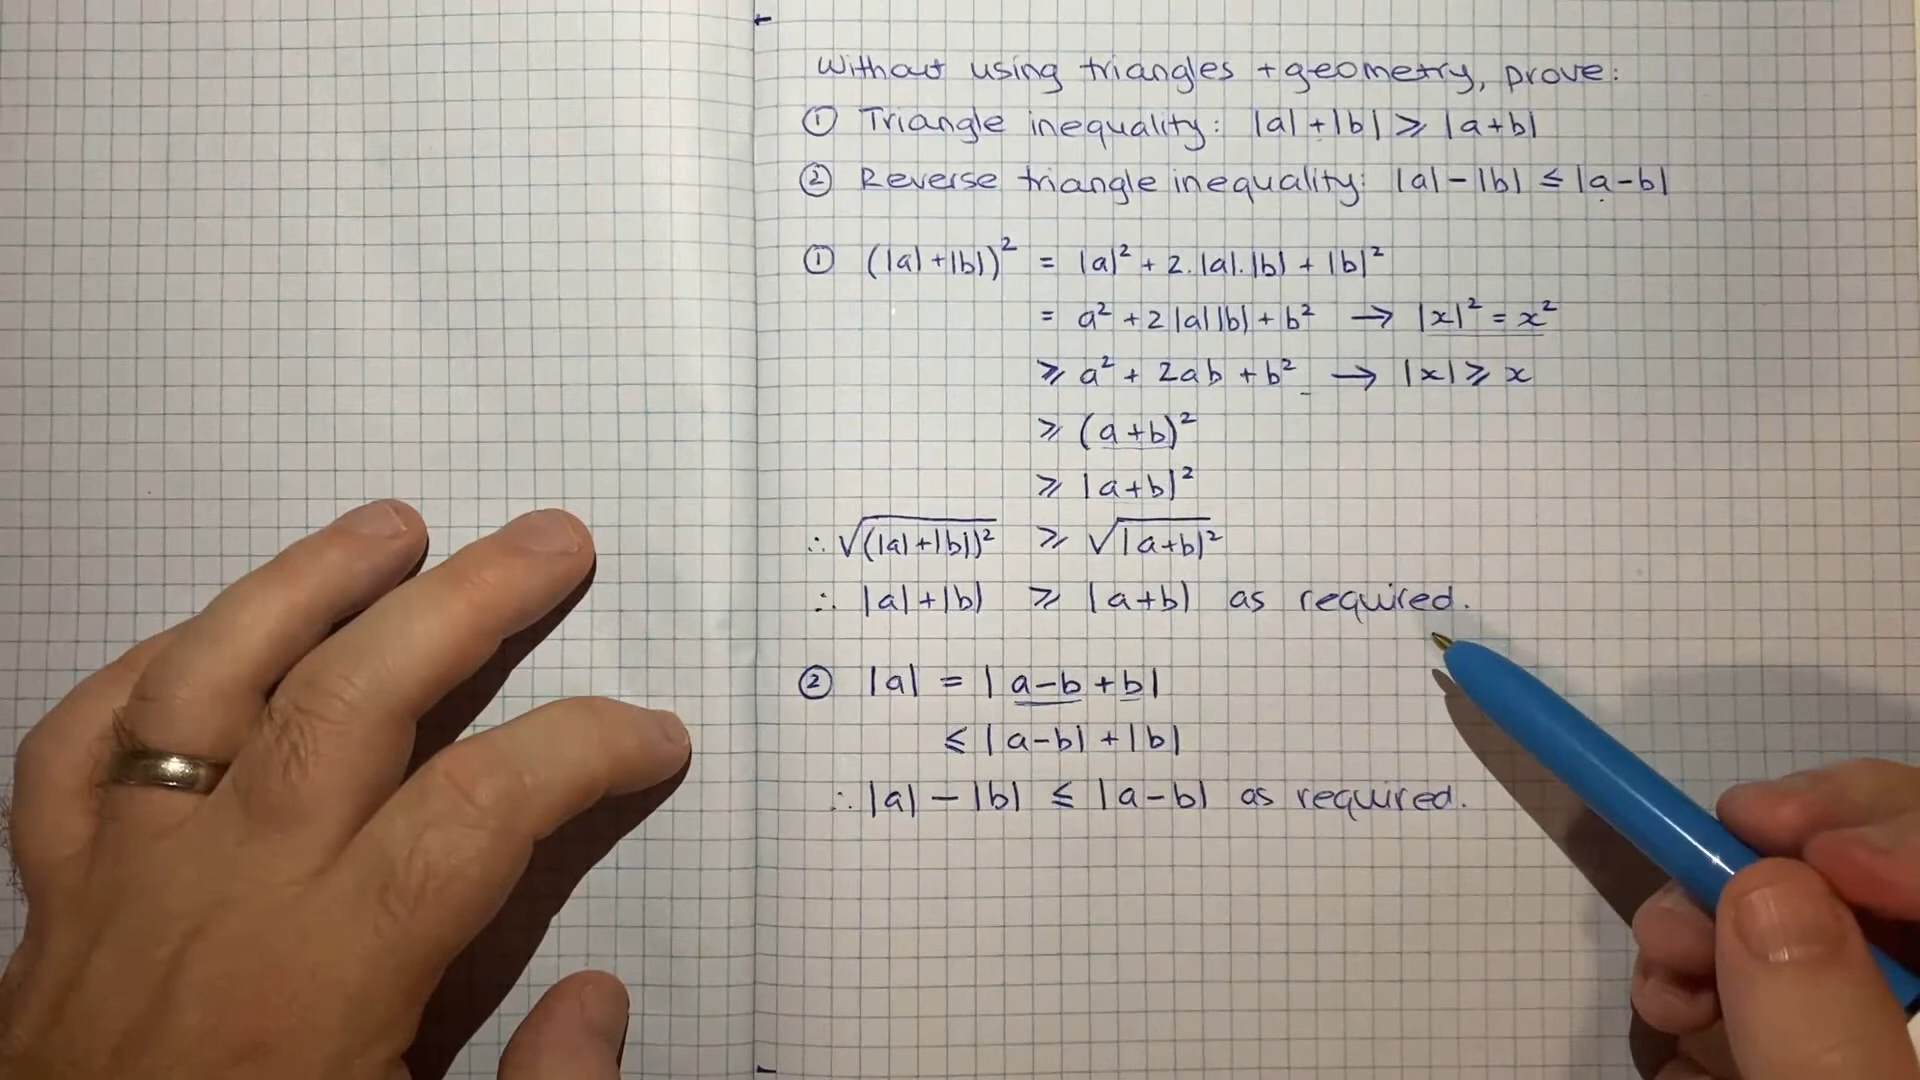 Without using triangles + geometry, prove:
① Triangle inequality: |a| + |b| ⩾ |a+b|
② Reverse triangle inequality: |a| - |b| ≤ |a-b|
① (|a| + |b|)² = |a|² + 2.|a|.|b| + |b|²
= a² + 2|a||b| + b² → |x|² = x²
⩾ a² + 2ab + b² → |x| ⩾ x
⩾ (a+b)²
⩾ |a+b|²
∴ √(|a|+|b|)² ⩾ √|a+b|²
∴ |a|+|b| ⩾ |a+b| as required.
② |a| = |a-b+b|
≤ |a-b| + |b|
∴ |a| - |b| ≤ |a-b| as required.